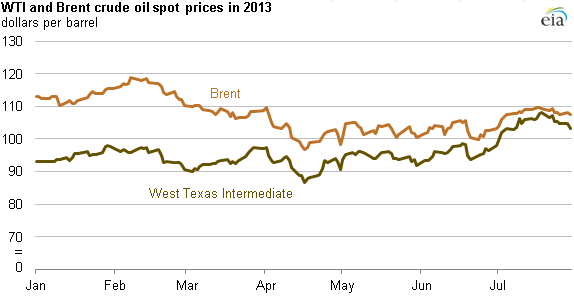 WTI and Brent crude oil spot prices in 2013
dollars per barrel
eia
130
120
110
100
90
80
70
=
0
Brent
West Texas Intermediate
Jan Feb Mar Apr May Jun Jul